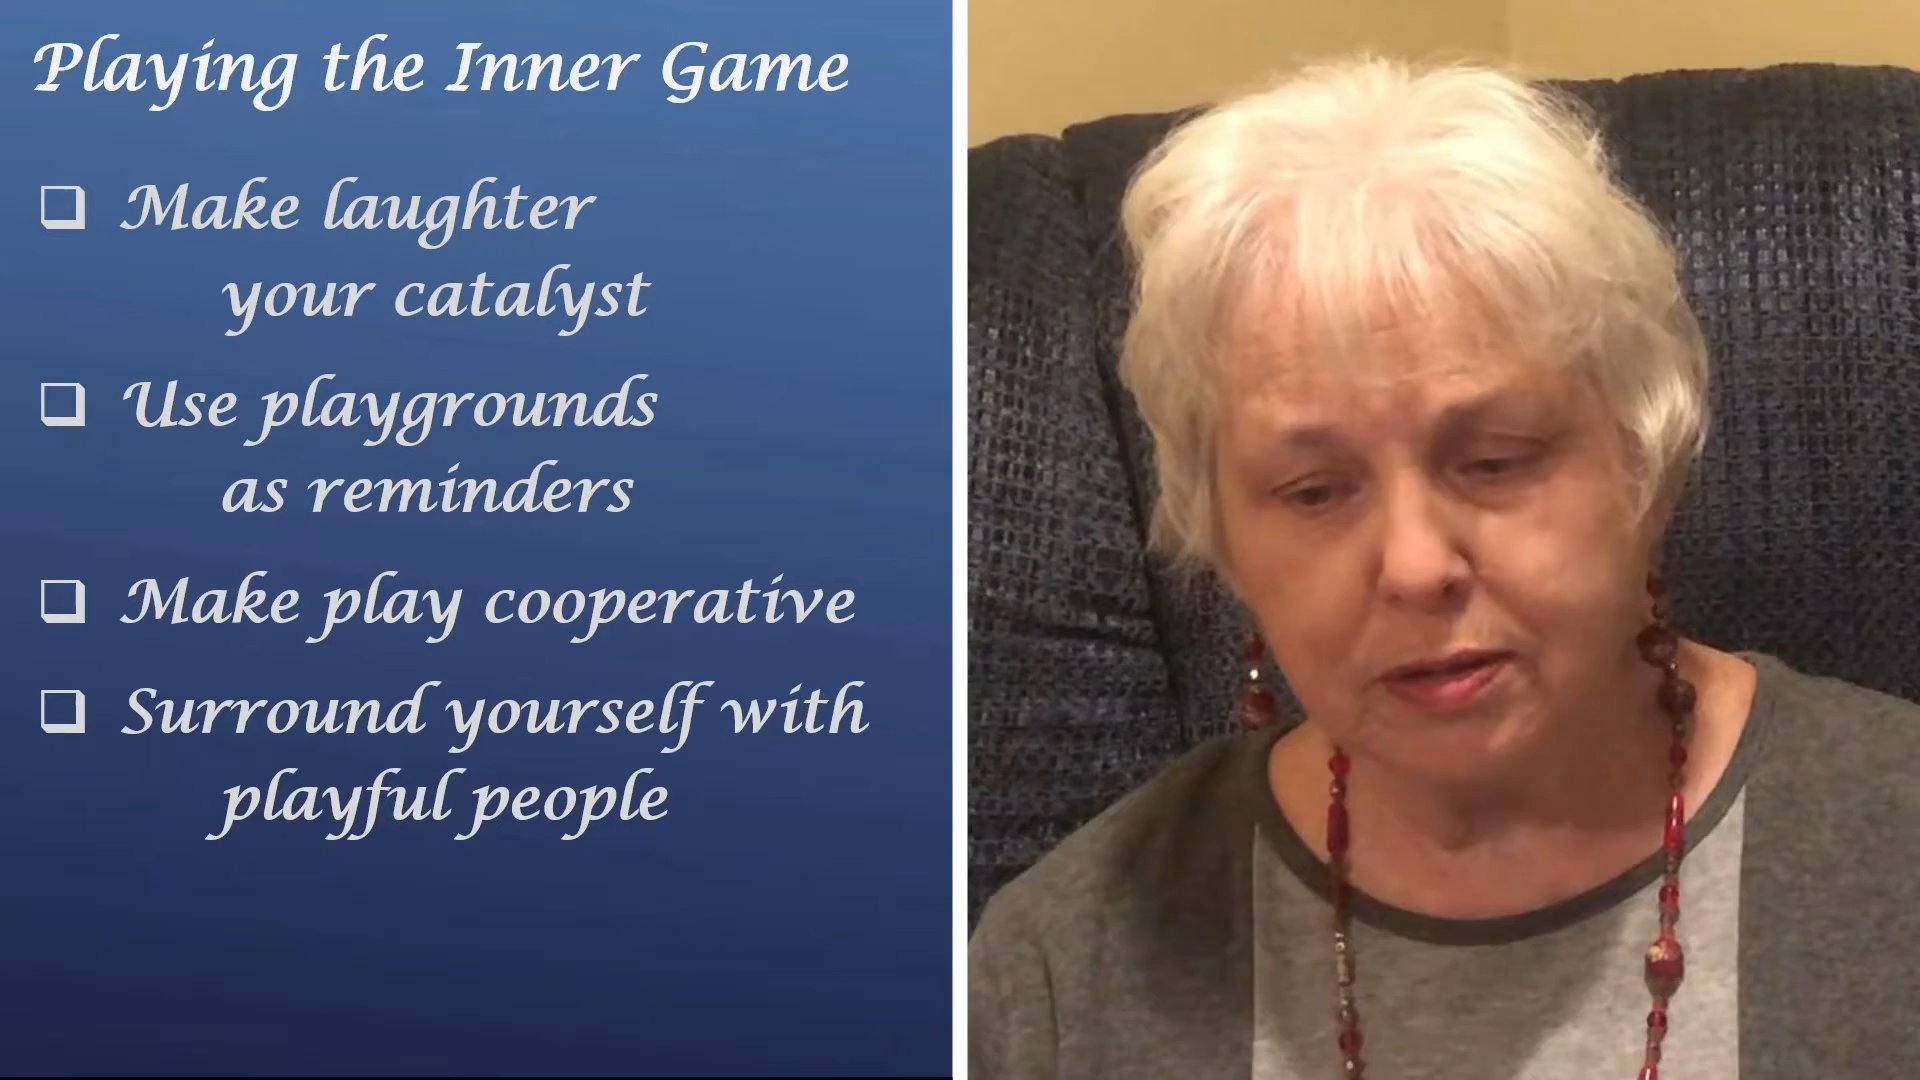 Playing the Inner Game
❑ Make laughter
your catalyst
❑ Use playgrounds
as reminders
❑ Make play cooperative
❑ Surround yourself with
playful people